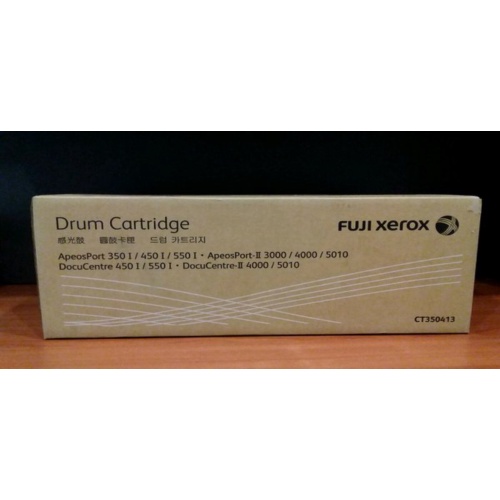 Drum Cartridge
感光鼓 圓鼓卡匣 드럼 카트리지
ApeosPort 350 I / 450 I / 550 I・ApeosPort-II 3000 / 4000 / 5010
DocuCentre 450 I / 550 I・DocuCentre-II 4000 / 5010
FUJI xerox
CT350413